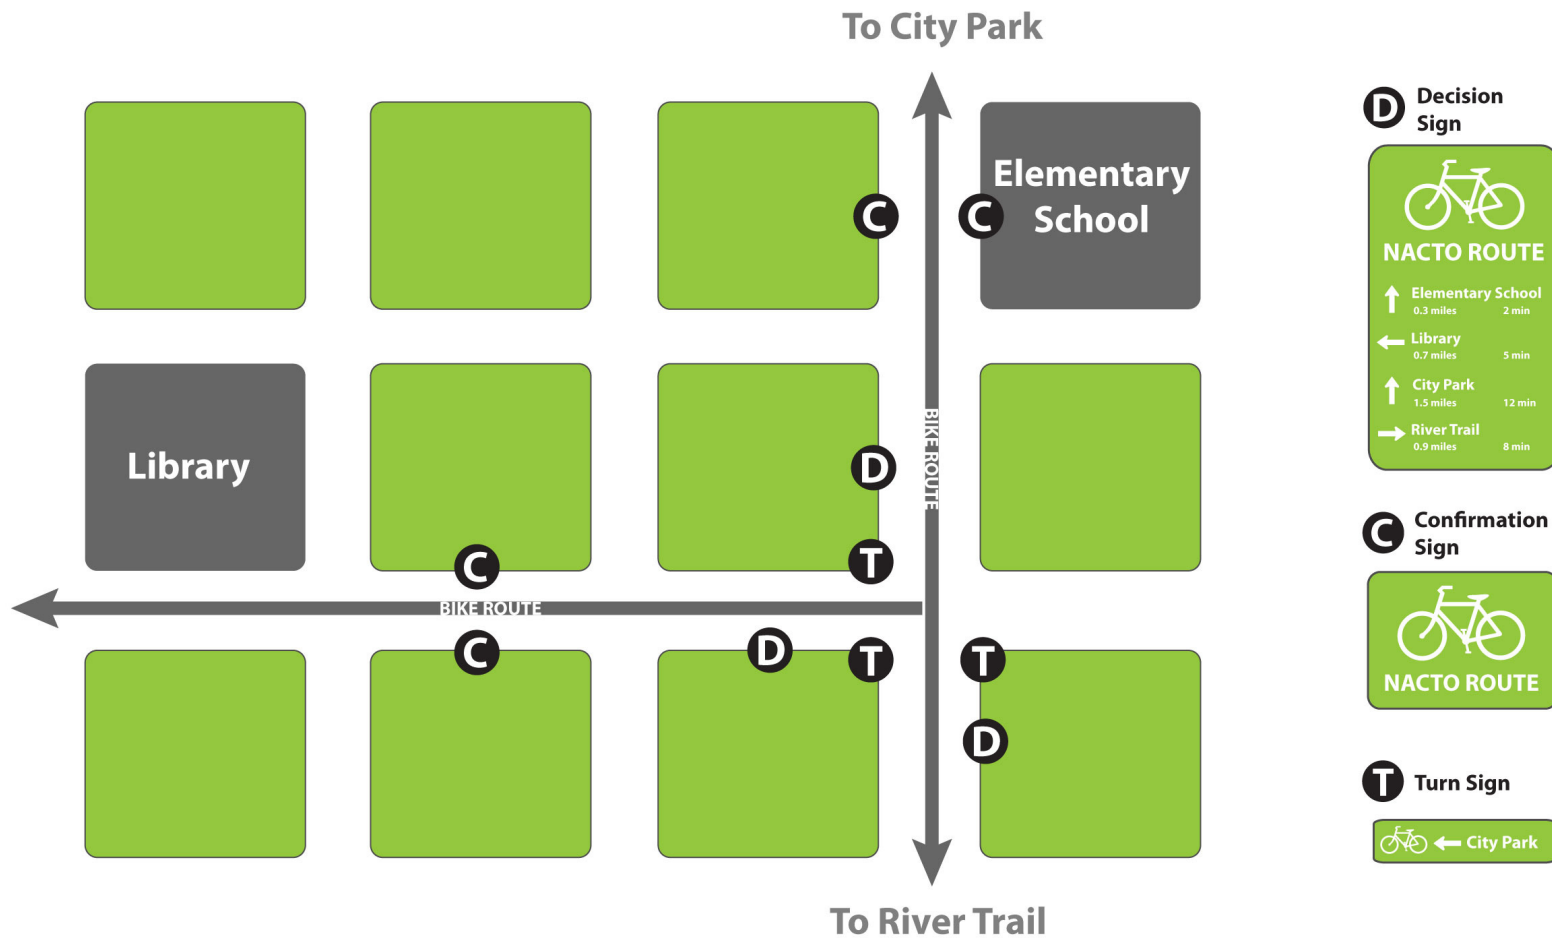 To City Park
Elementary
School
C
C
Library
BIKE ROUTE
D
T
C
BIKE ROUTE
C
D
T
T
D
To River Trail
D
Decision
Sign
NACTO ROUTE
Elementary School
0.3 miles 2 min
Library
0.7 miles 5 min
City Park
1.5 miles 12 min
River Trail
0.9 miles 8 min
C
Confirmation
Sign
NACTO ROUTE
T
Turn Sign
City Park